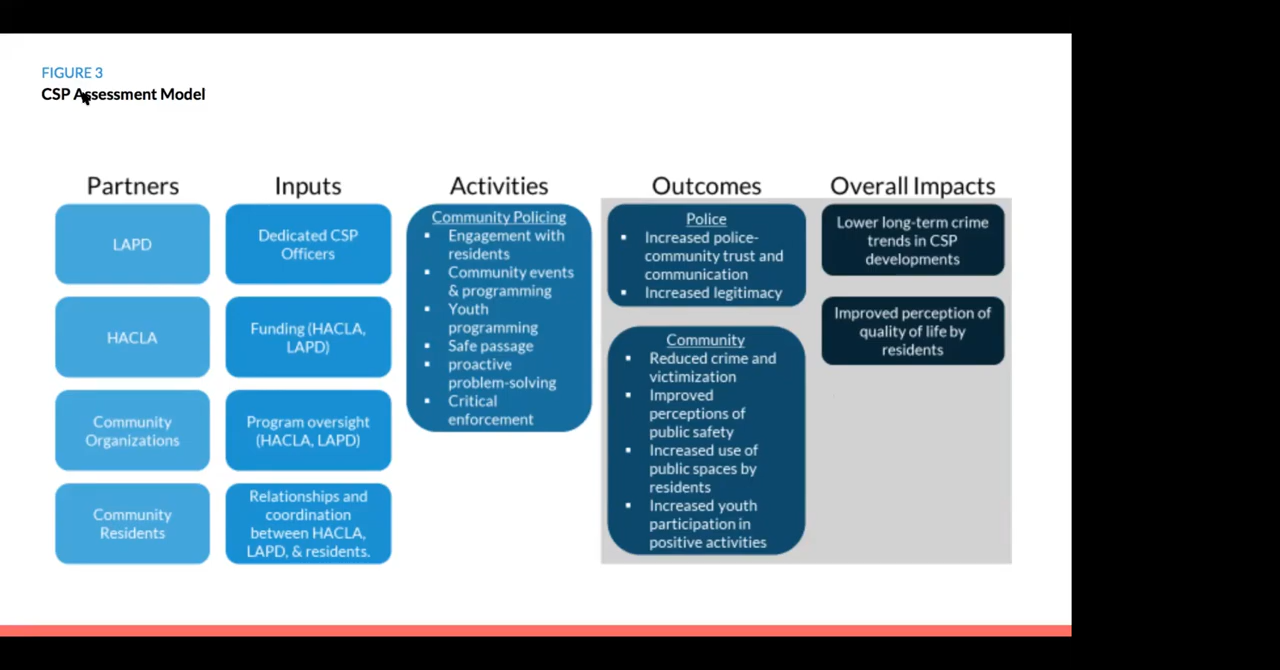 FIGURE 3
CSP Assessment Model
Partners
LAPD
HACLA
Community
Organizations
Community
Residents
Inputs
Dedicated CSP
Officers
Funding (HACLA,
LAPD)
Program oversight
(HACLA, LAPD)
Relationships and
coordination
between HACLA,
LAPD, & residents.
Activities
Community Policing
▪ Engagement with
residents
▪ Community events
& programming
▪ Youth
programming
▪ Safe passage
▪ proactive
problem-solving
▪ Critical
enforcement
Outcomes
Police
▪ Increased police-
community trust and
communication
▪ Increased legitimacy
Community
▪ Reduced crime and
victimization
▪ Improved
perceptions of
public safety
▪ Increased use of
public spaces by
residents
▪ Increased youth
participation in
positive activities
Overall Impacts
Lower long-term crime
trends in CSP
developments
Improved perception of
quality of life by
residents